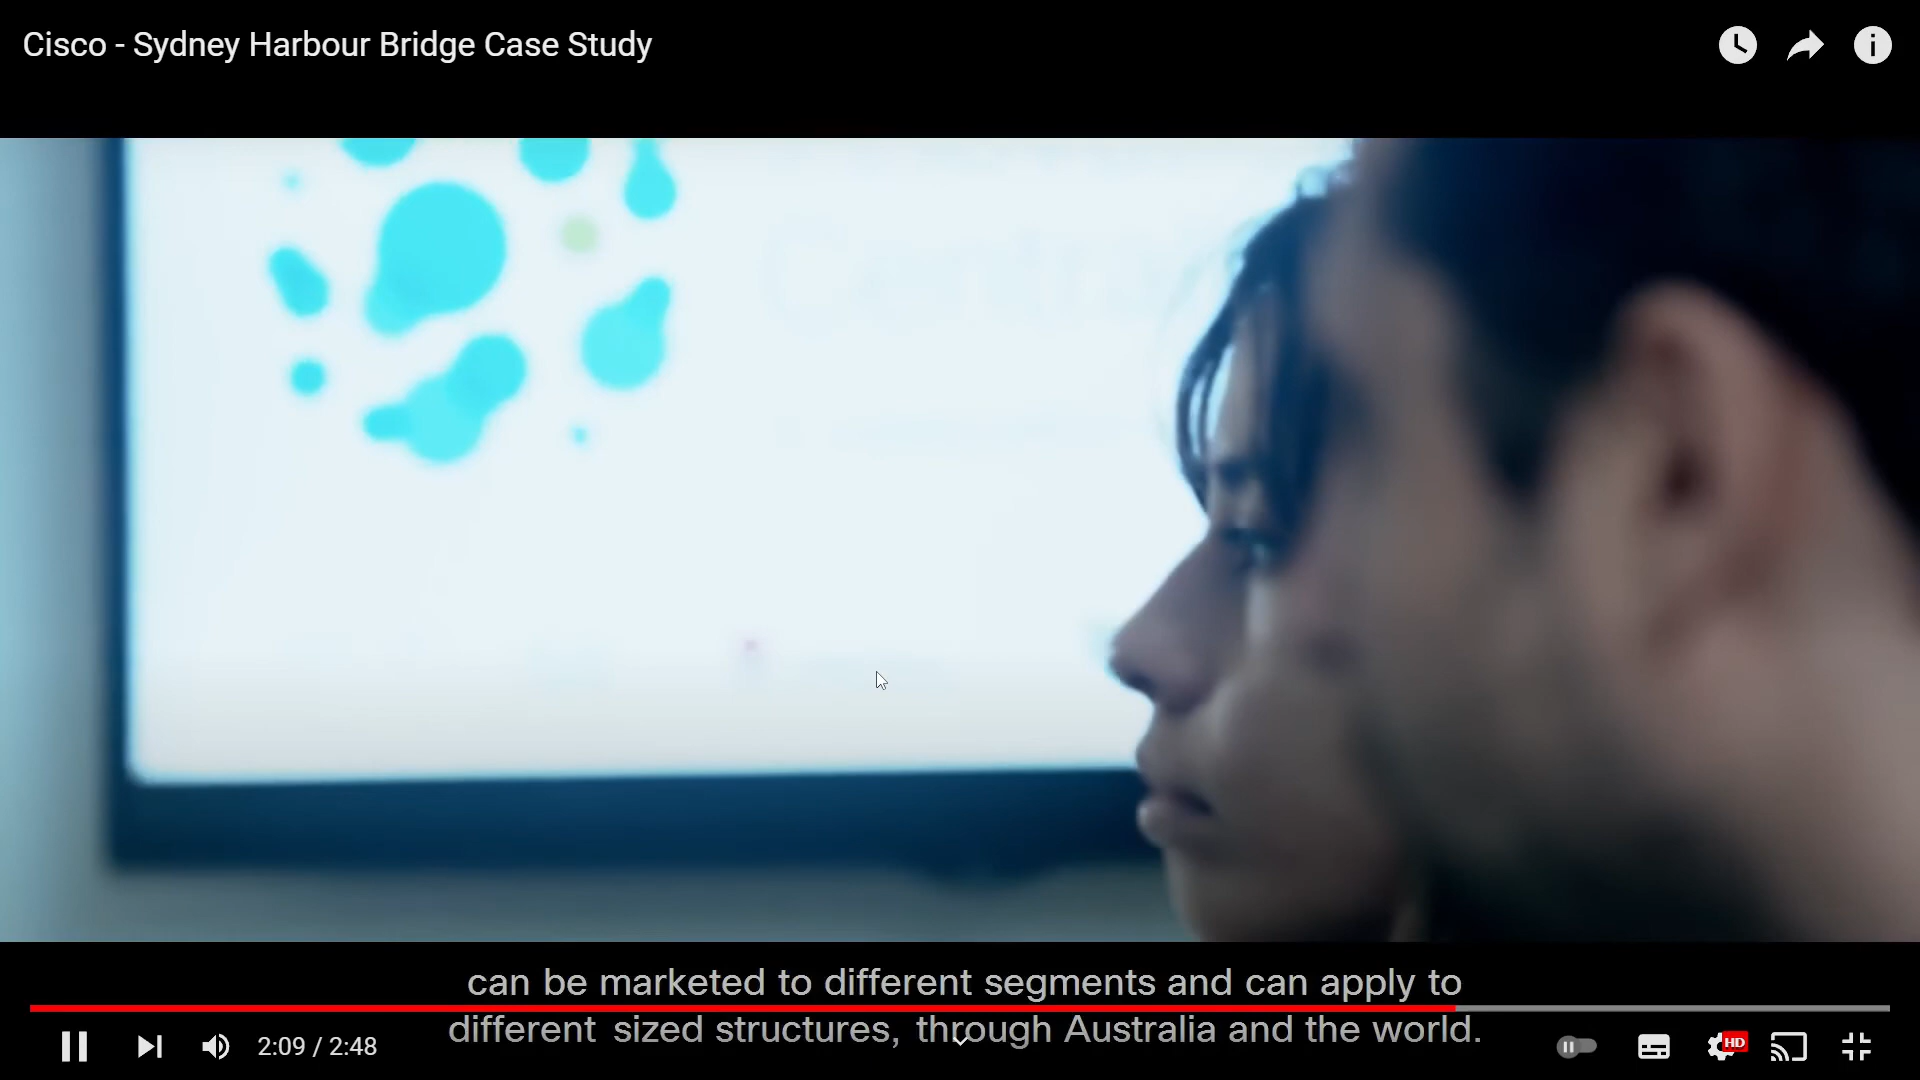 Cisco - Sydney Harbour Bridge Case Study
can be marketed to different segments and can apply to
different sized structures, through Australia and the world.
2:09 / 2:48
HD